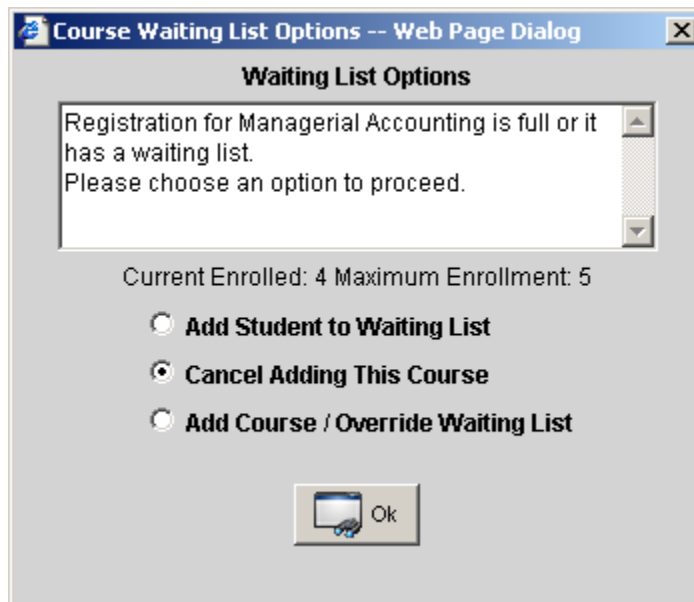 Course Waiting List Options -- Web Page Dialog
Waiting List Options
Registration for Managerial Accounting is full or it
has a waiting list.
Please choose an option to proceed.
Current Enrolled: 4 Maximum Enrollment: 5
Add Student to Waiting List
Cancel Adding This Course
Add Course / Override Waiting List
Ok